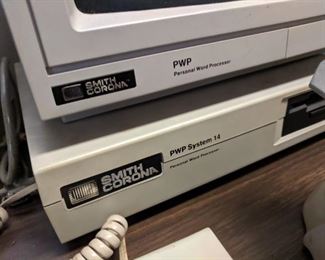 SMITH
CORONA
PWP
Personal Word Processor
SMITH
CORONA
PWP System 14
Personal Word Processor